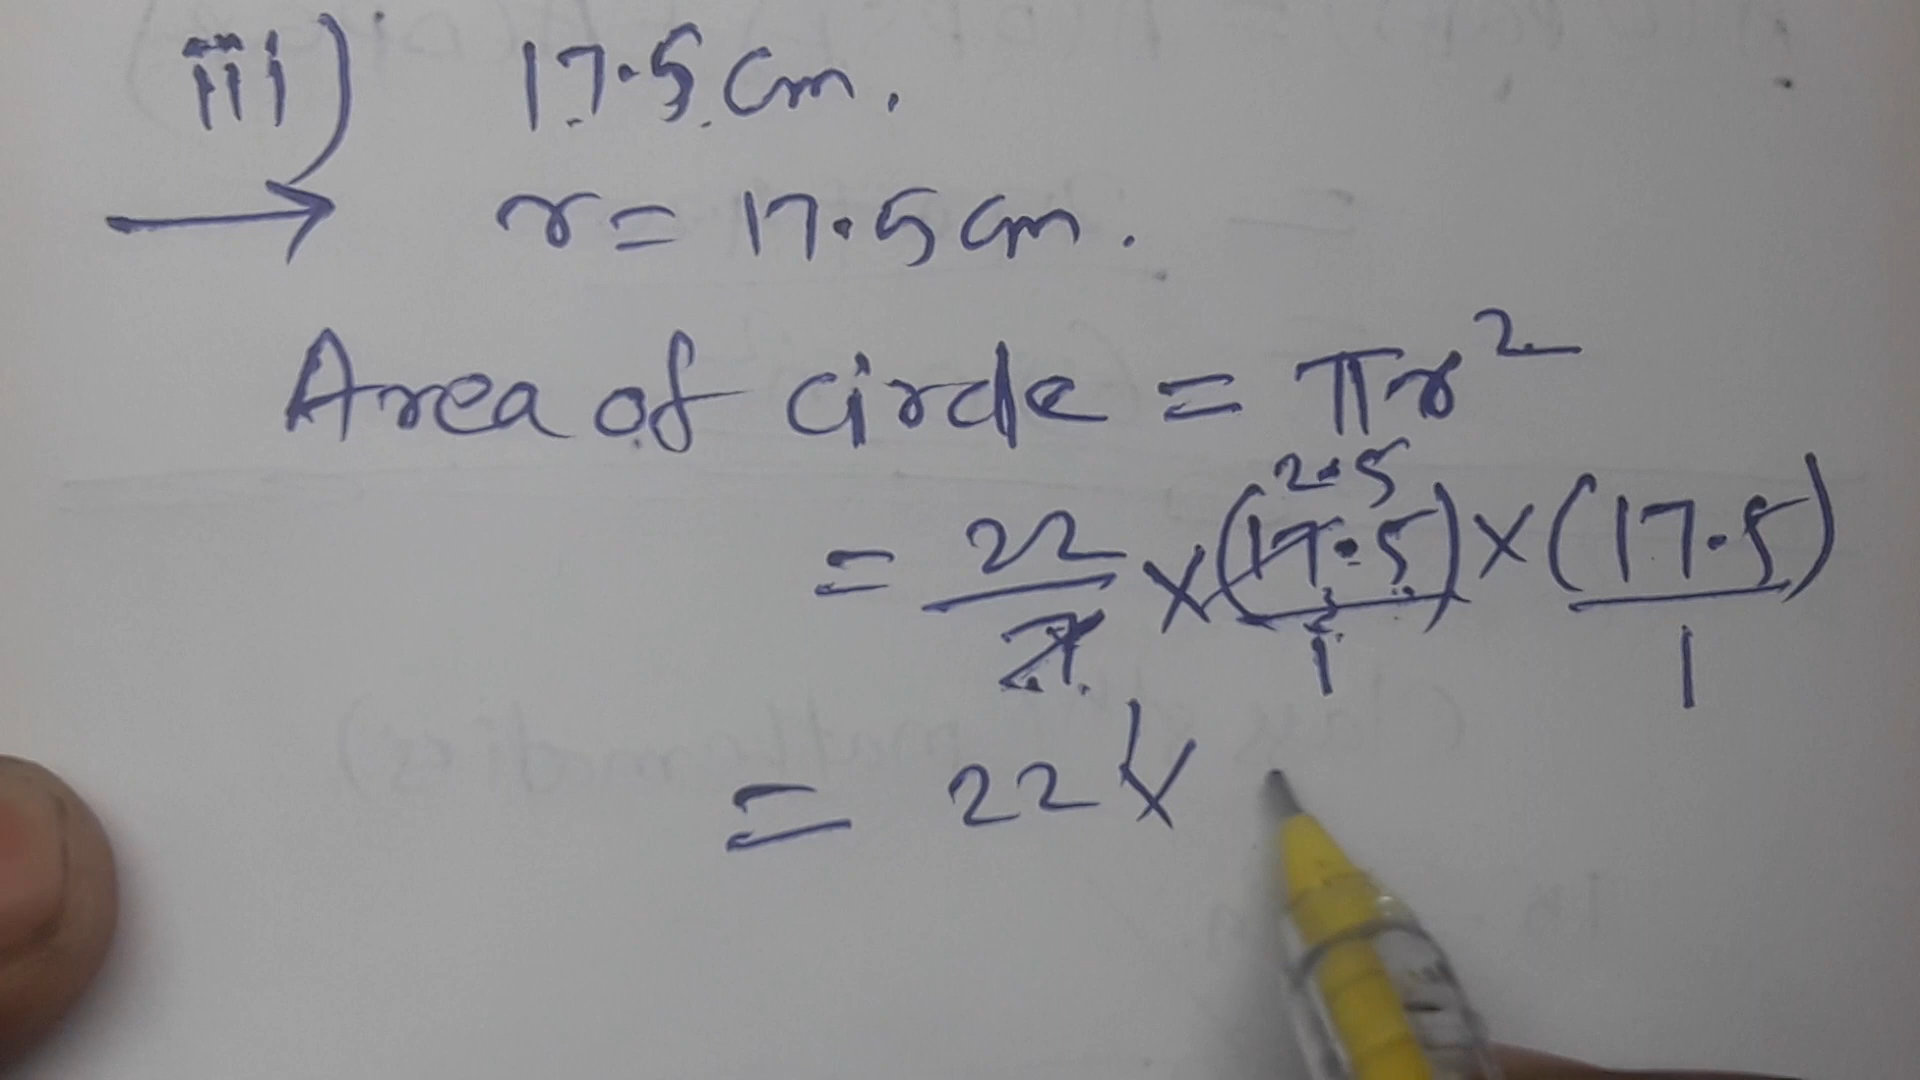 iii) 17.5 cm.
→ r = 17.5 cm.
Area of circle = πr²
2.5
= 22/7 × (17.5)/1 × (17.5)/1
= 22 ×